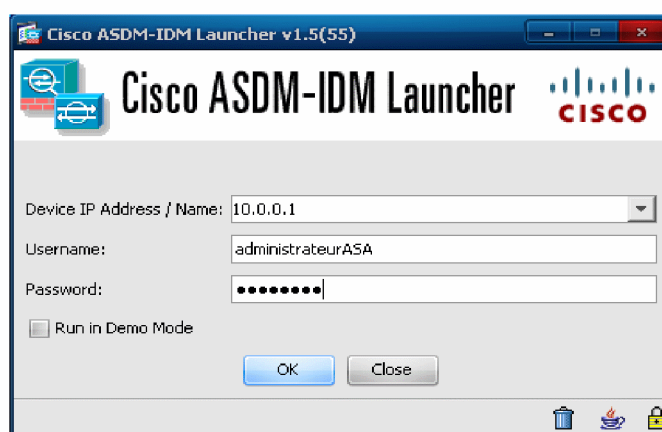 Cisco ASDM-IDM Launcher v1.5(55)
Cisco ASDM-IDM Launcher
CISCO
Device IP Address / Name: 10.0.0.1
Username: administrateurASA
Password: ●●●●●●●●
Run in Demo Mode
OK Close